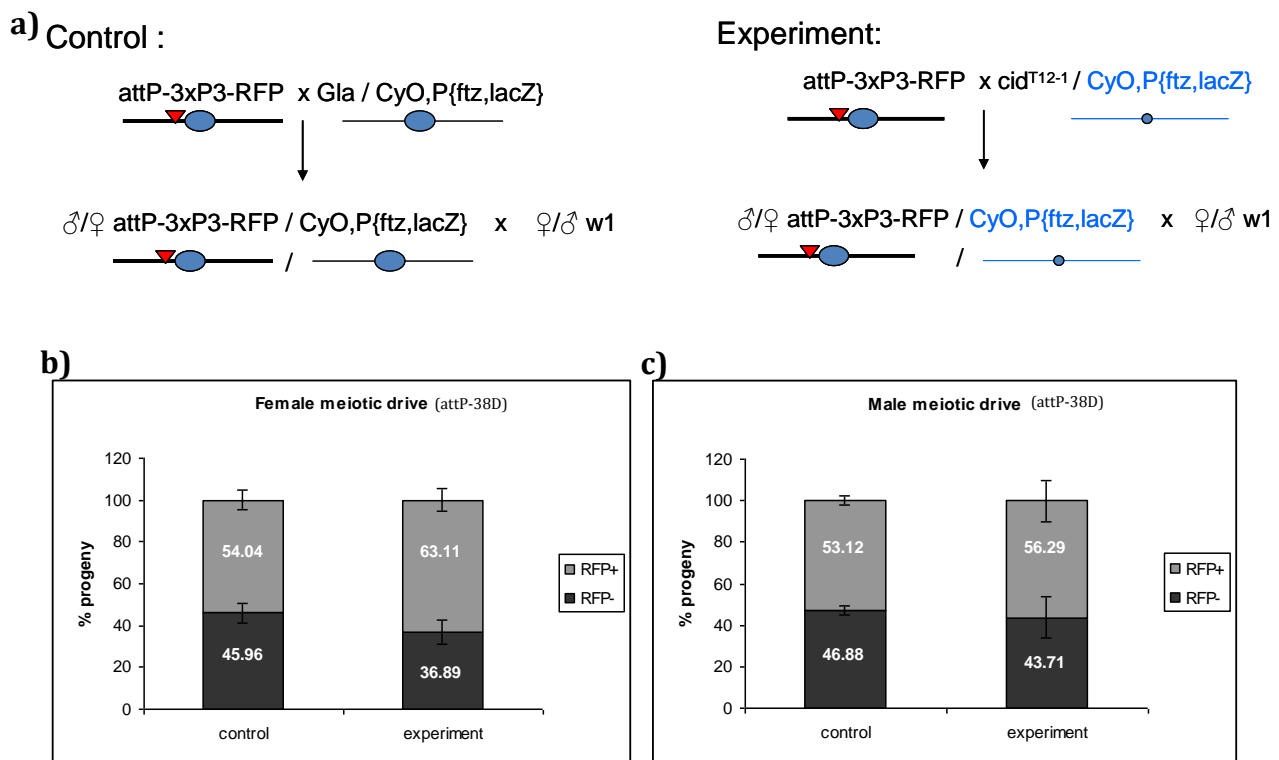 a) Control :
attP-3xP3-RFP x Gla / CyO,P{ftz,lacZ}
♂/♀ attP-3xP3-RFP / CyO,P{ftz,lacZ} x ♀/♂ w1
/
Experiment:
attP-3xP3-RFP x cidT12-1 / CyO,P{ftz,lacZ}
♂/♀ attP-3xP3-RFP / CyO,P{ftz,lacZ} x ♀/♂ w1
/
b)
Female meiotic drive (attP-38D)
% progeny
120
100
80
60
40
20
0
54.04
45.96
63.11
36.89
control
experiment
RFP+
RFP-
c)
Male meiotic drive (attP-38D)
% progeny
120
100
80
60
40
20
0
53.12
46.88
56.29
43.71
control
experiment
RFP+
RFP-